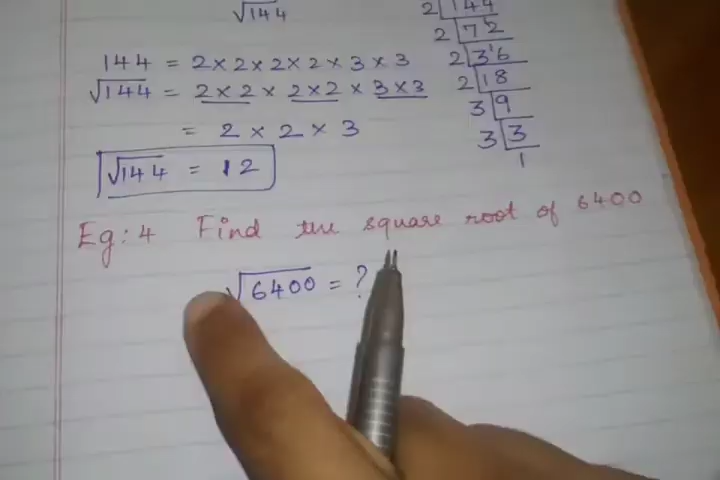 √144
144 = 2×2×2×2×3×3
√144 = 2×2 × 2×2 × 3×3
= 2 × 2 × 3
√144 = 12
2 | 144
2 | 72
2 | 36
2 | 18
3 | 9
3 | 3
1
Eg: 4 Find the square root of 6400
√6400 = ?